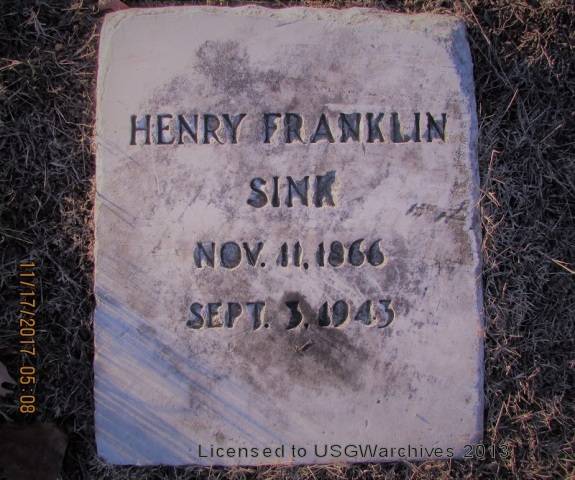 HENRY FRANKLIN
SINK
NOV. 11, 1866
SEPT. 3, 1943
11/17/2017 05:08
Licensed to USGWarchives 2013